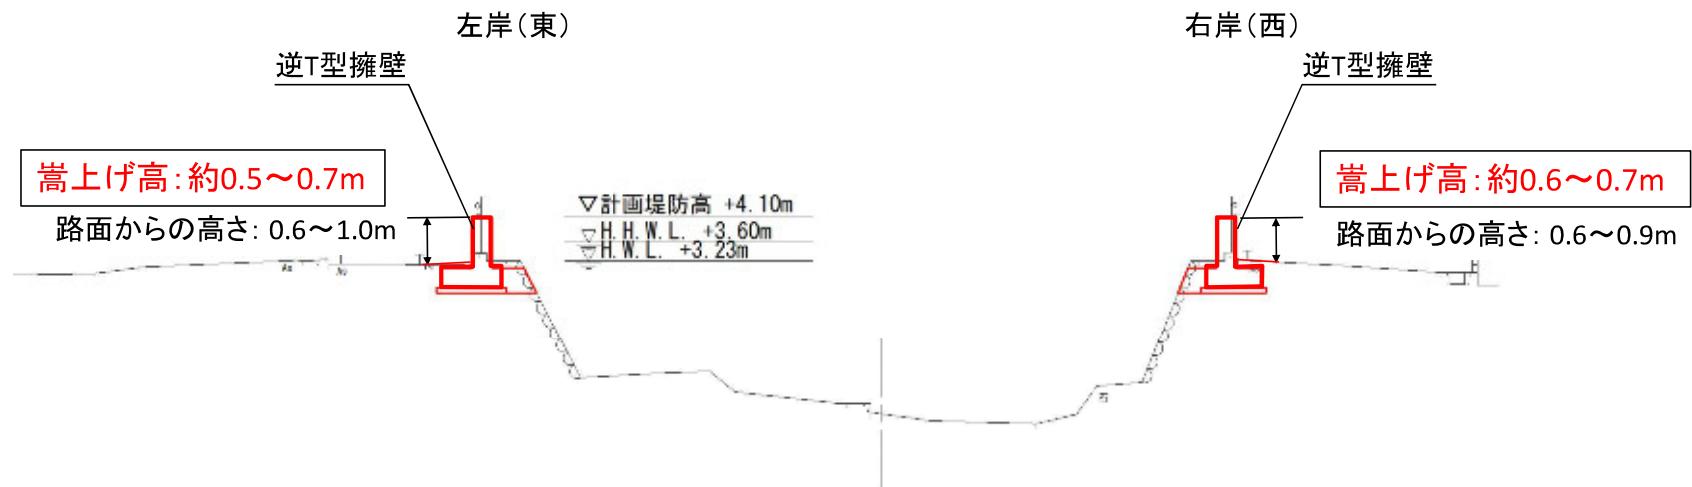 左岸(東)
右岸(西)
逆T型擁壁
逆T型擁壁
嵩上げ高:約0.5～0.7m
嵩上げ高:約0.6～0.7m
路面からの高さ: 0.6～1.0m
路面からの高さ: 0.6～0.9m
▽計画堤防高 +4.10m
▽H.H.W.L. +3.60m
▽H.W.L. +3.23m